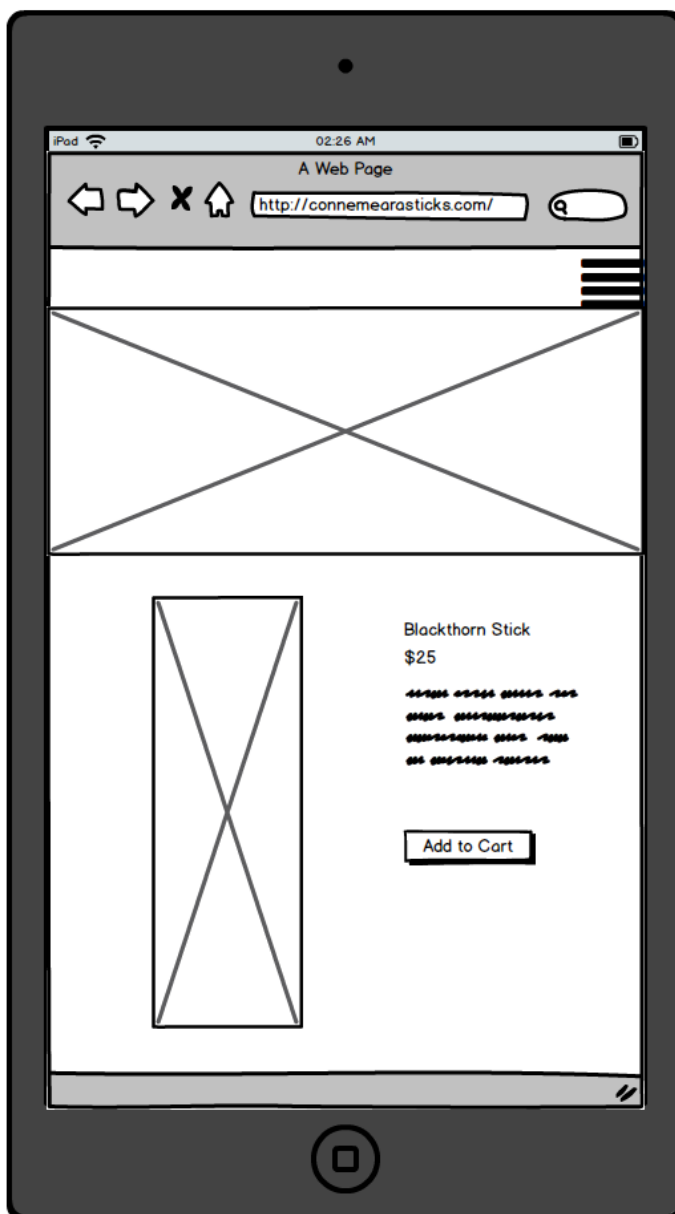 iPad
02:26 AM
A Web Page
http://connemearasticks.com/
Blackthorn Stick
$25
Add to Cart